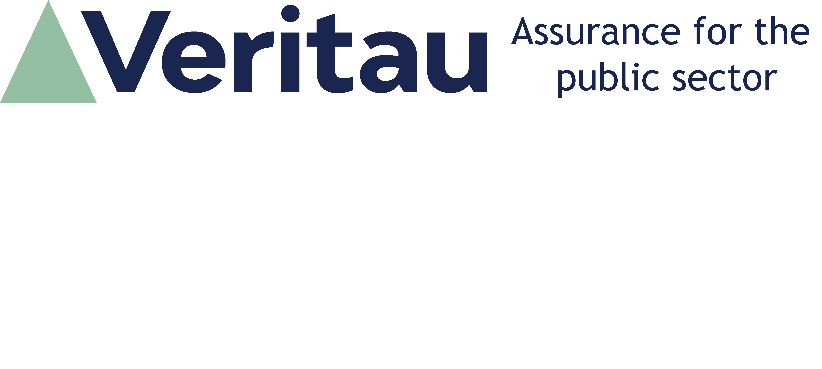 Veritau
Assurance for the
public sector